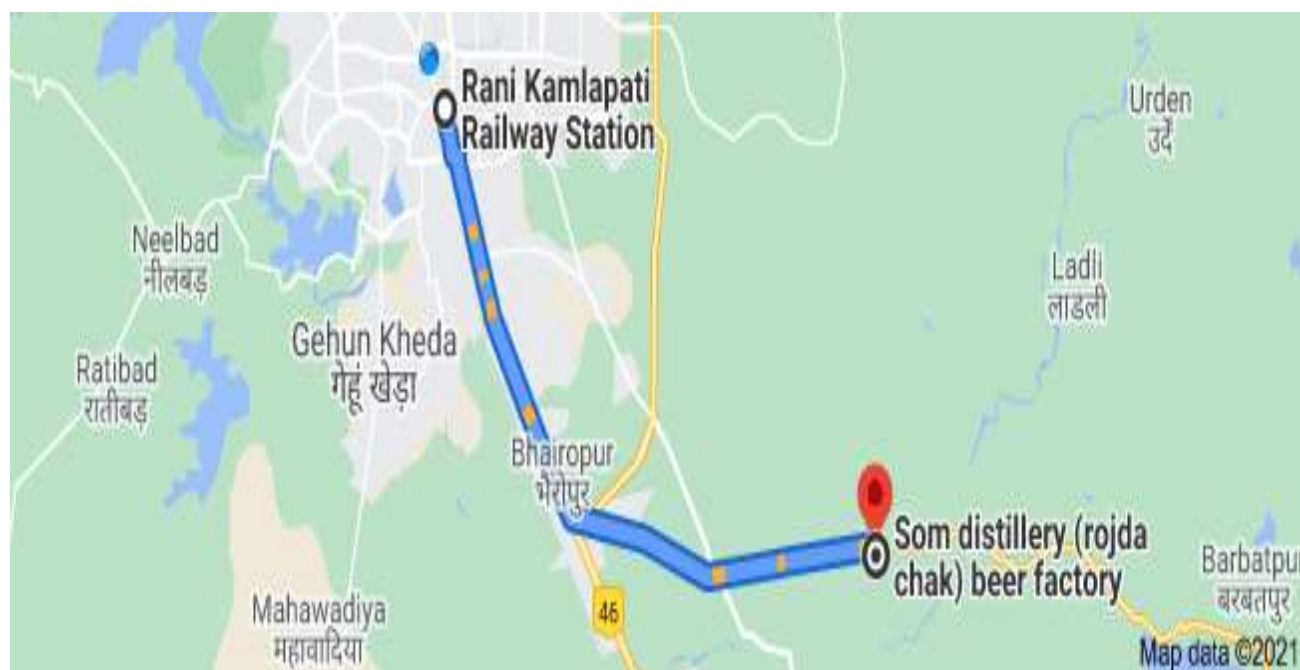 Rani Kamlapati
Railway Station
Urden
उर्दे
Neelbad
नीलबड़
Ladli
लाडली
Gehun Kheda
गेहूं खेड़ा
Ratibad
रातीबड़
Bhairopur
भैरोपुर
Som distillery (rojda
chak) beer factory
Barbatpur
बरबतपुर
46
Mahawadiya
महावादिया
Map data ©2021